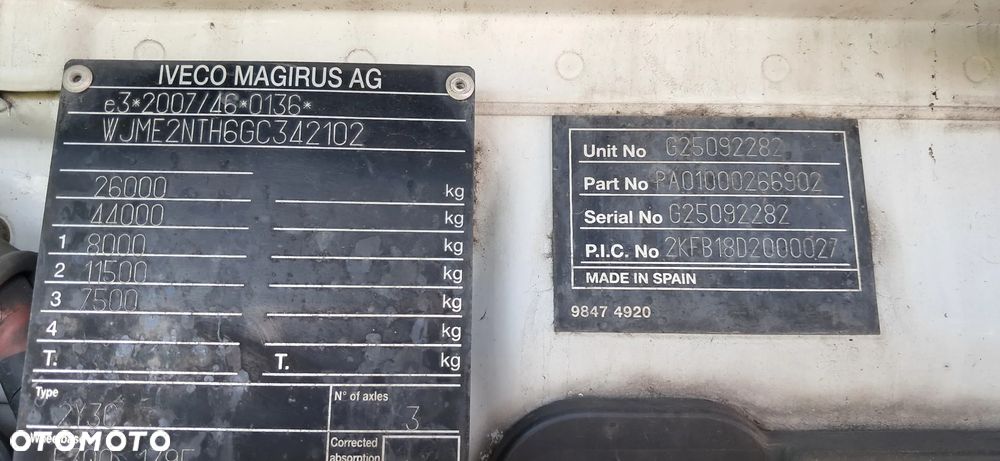 IVECO MAGIRUS AG
e3*2007/46*0136*
WJME2NTH6GC342102
26000 kg
44000 kg
1 8000 kg
2 11500 kg
3 7500 kg
4 kg
T. T. kg
Type
2Y3C
N° of axles
3
Wheelbase
Corrected
absorption
Unit No G25092282
Part No PA01000266902
Serial No G25092282
P.I.C. No 2KFB18D2000027
MADE IN SPAIN
9847 4920
OTOMOTO